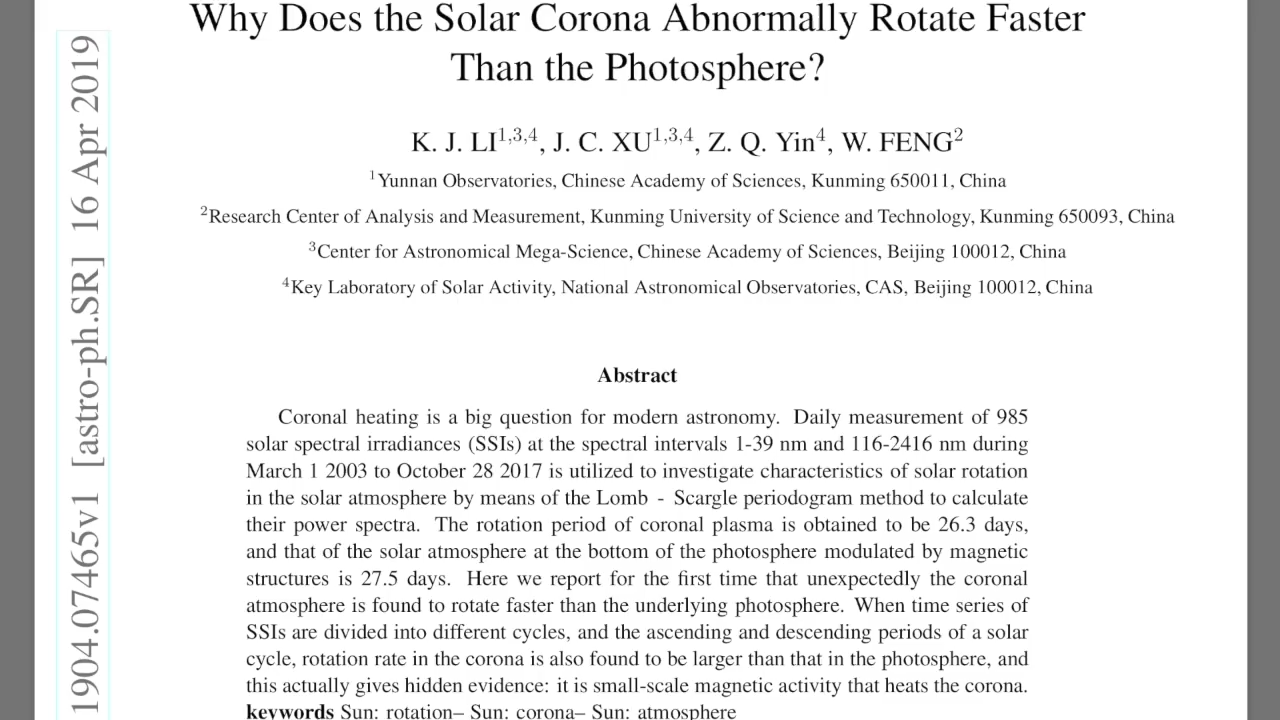 Why Does the Solar Corona Abnormally Rotate Faster
Than the Photosphere?
K. J. LI1,3,4, J. C. XU1,3,4, Z. Q. Yin4, W. FENG2
1Yunnan Observatories, Chinese Academy of Sciences, Kunming 650011, China
2Research Center of Analysis and Measurement, Kunming University of Science and Technology, Kunming 650093, China
3Center for Astronomical Mega-Science, Chinese Academy of Sciences, Beijing 100012, China
4Key Laboratory of Solar Activity, National Astronomical Observatories, CAS, Beijing 100012, China
Abstract
Coronal heating is a big question for modern astronomy. Daily measurement of 985
solar spectral irradiances (SSIs) at the spectral intervals 1-39 nm and 116-2416 nm during
March 1 2003 to October 28 2017 is utilized to investigate characteristics of solar rotation
in the solar atmosphere by means of the Lomb - Scargle periodogram method to calculate
their power spectra. The rotation period of coronal plasma is obtained to be 26.3 days,
and that of the solar atmosphere at the bottom of the photosphere modulated by magnetic
structures is 27.5 days. Here we report for the first time that unexpectedly the coronal
atmosphere is found to rotate faster than the underlying photosphere. When time series of
SSIs are divided into different cycles, and the ascending and descending periods of a solar
cycle, rotation rate in the corona is also found to be larger than that in the photosphere, and
this actually gives hidden evidence: it is small-scale magnetic activity that heats the corona.
keywords Sun: rotation– Sun: corona– Sun: atmosphere
1904.07465v1 [astro-ph.SR] 16 Apr 2019